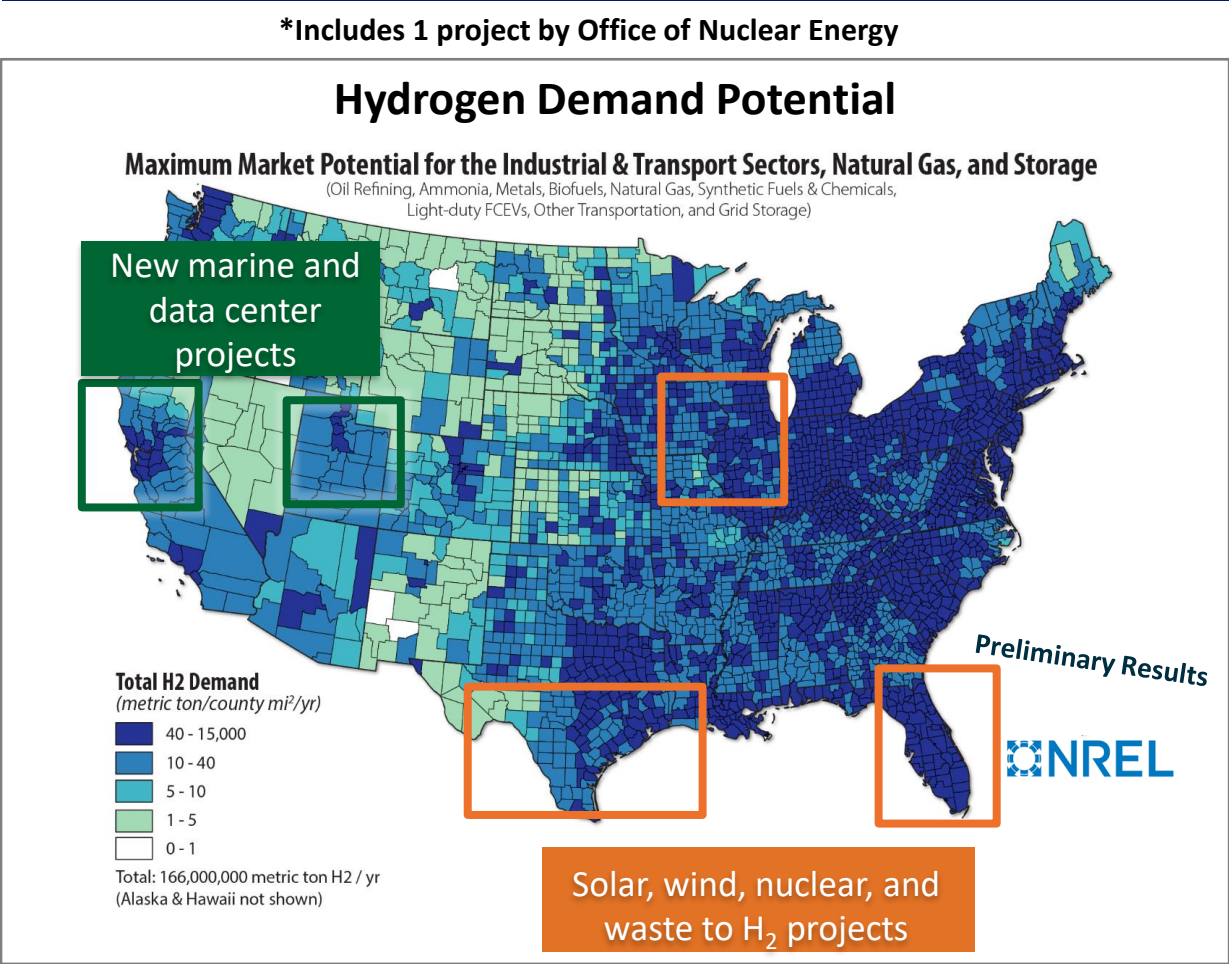 *Includes 1 project by Office of Nuclear Energy
Hydrogen Demand Potential
Maximum Market Potential for the Industrial & Transport Sectors, Natural Gas, and Storage
(Oil Refining, Ammonia, Metals, Biofuels, Natural Gas, Synthetic Fuels & Chemicals,
Light-duty FCEVs, Other Transportation, and Grid Storage)
New marine and
data center
projects
Preliminary Results
NREL
Total H2 Demand
(metric ton/county mi²/yr)
40 - 15,000
10 - 40
5 - 10
1 - 5
0 - 1
Total: 166,000,000 metric ton H2 / yr
(Alaska & Hawaii not shown)
Solar, wind, nuclear, and
waste to H₂ projects